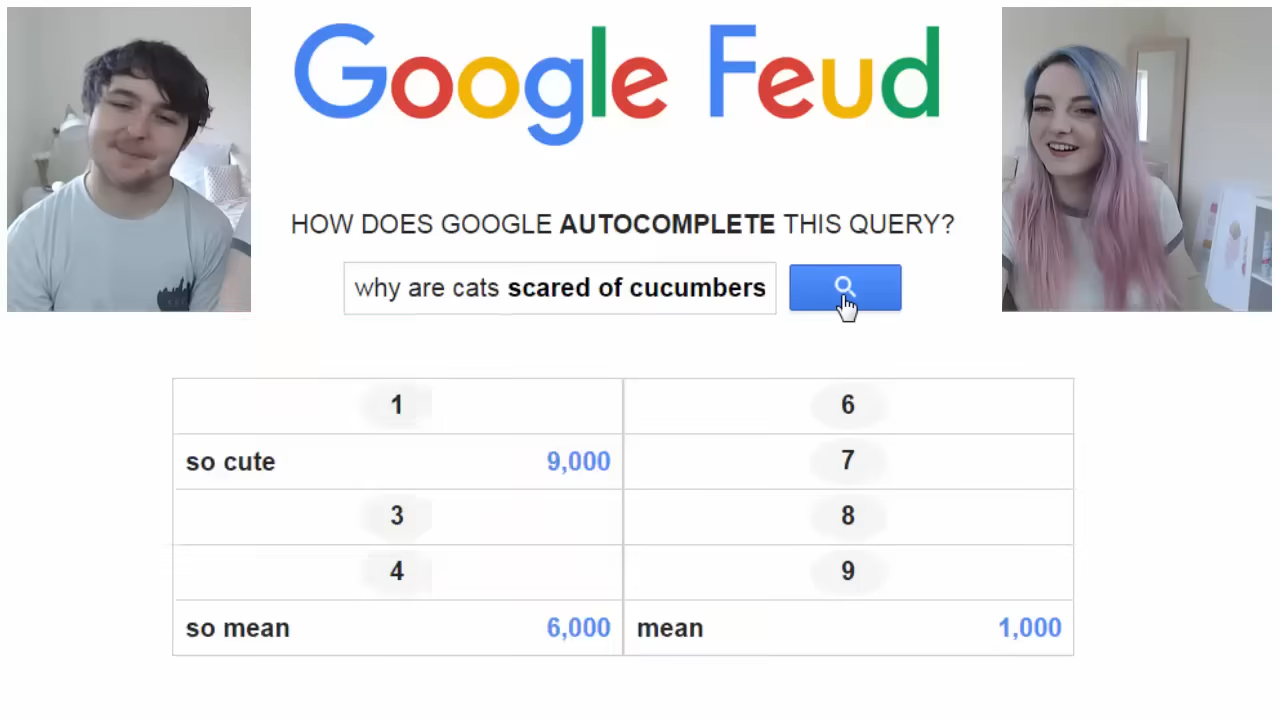 Google Feud
HOW DOES GOOGLE AUTOCOMPLETE THIS QUERY?
why are cats scared of cucumbers
1
6
so cute 9,000
7
3
8
4
9
so mean 6,000
mean 1,000